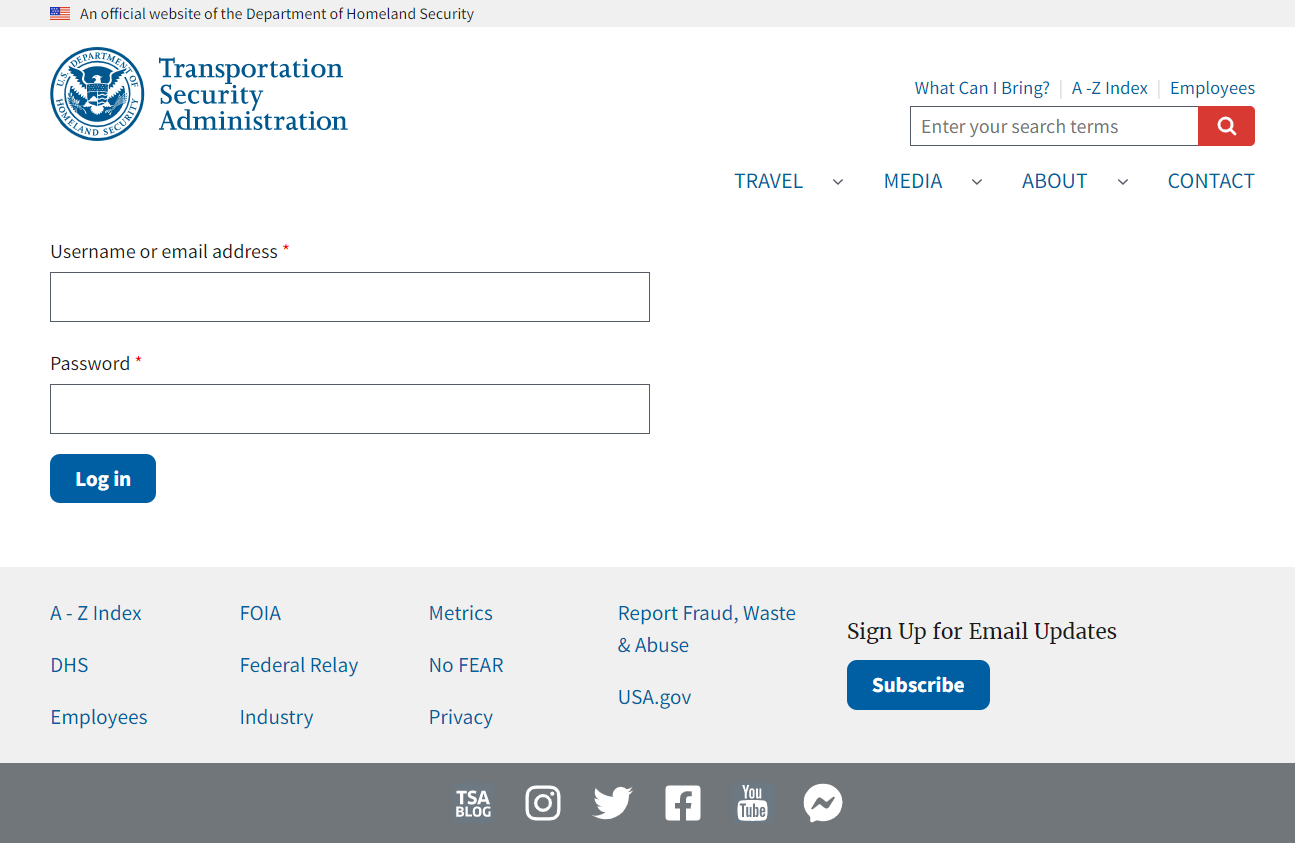 An official website of the Department of Homeland Security
U.S. DEPARTMENT OF HOMELAND SECURITY
Transportation
Security
Administration
What Can I Bring?
A -Z Index
Employees
Enter your search terms
TRAVEL
MEDIA
ABOUT
CONTACT
Username or email address *
Password *
Log in
A - Z Index
DHS
Employees
FOIA
Federal Relay
Industry
Metrics
No FEAR
Privacy
Report Fraud, Waste
& Abuse
USA.gov
Sign Up for Email Updates
Subscribe
TSA
BLOG
You
Tube